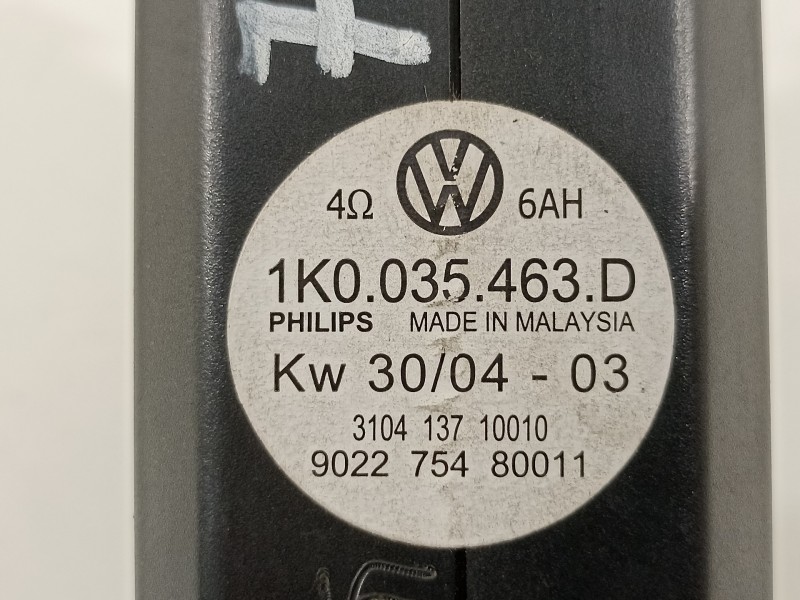 4Ω 6AH
1K0.035.463.D
PHILIPS MADE IN MALAYSIA
Kw 30/04 - 03
3104 137 10010
9022 754 80011